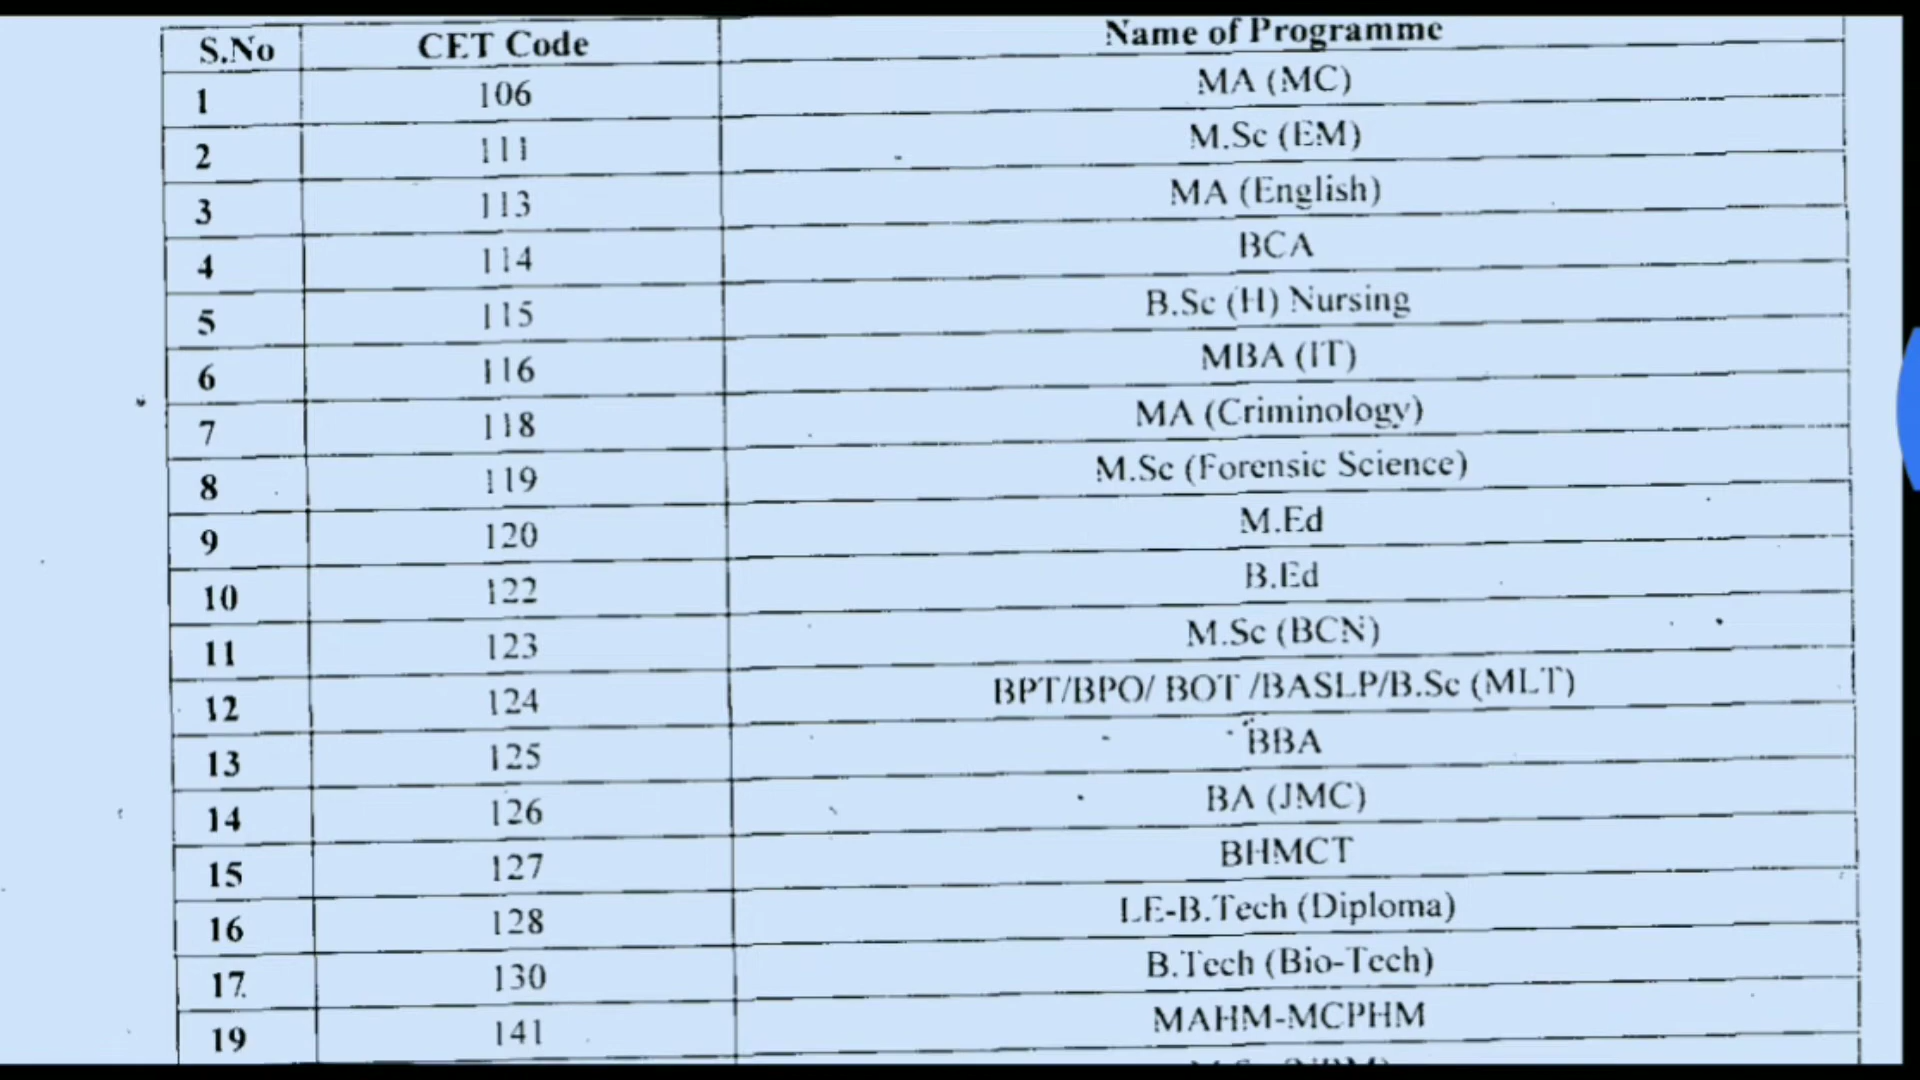 S.No CET Code Name of Programme
1 106 MA (MC)
2 111 M.Sc (EM)
3 113 MA (English)
4 114 BCA
5 115 B.Sc (H) Nursing
6 116 MBA (IT)
7 118 MA (Criminology)
8 119 M.Sc (Forensic Science)
9 120 M.Ed
10 122 B.Ed
11 123 M.Sc (BCN)
12 124 BPT/BPO/ BOT /BASLP/B.Sc (MLT)
13 125 BBA
14 126 BA (JMC)
15 127 BHMCT
16 128 LE-B.Tech (Diploma)
17. 130 B.Tech (Bio-Tech)
19 141 MAHM-MCPHM